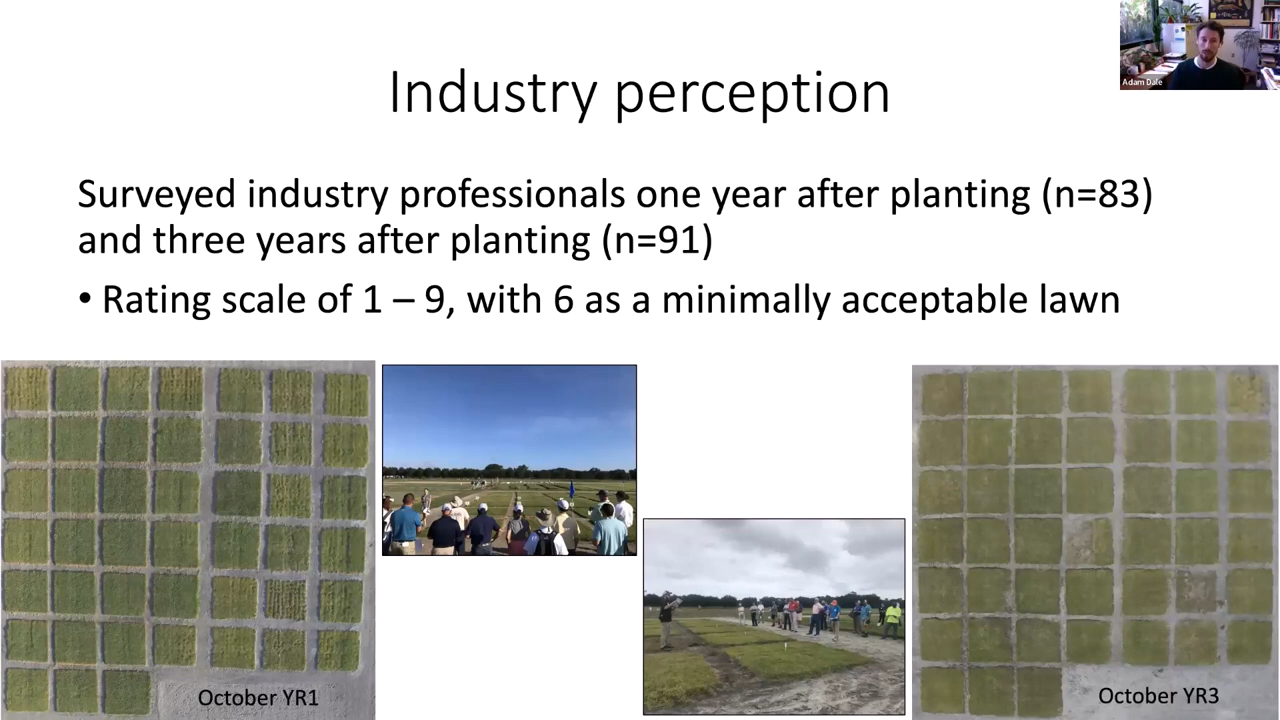 Adam Dale
Industry perception
Surveyed industry professionals one year after planting (n=83)
and three years after planting (n=91)
• Rating scale of 1 – 9, with 6 as a minimally acceptable lawn
October YR1
October YR3